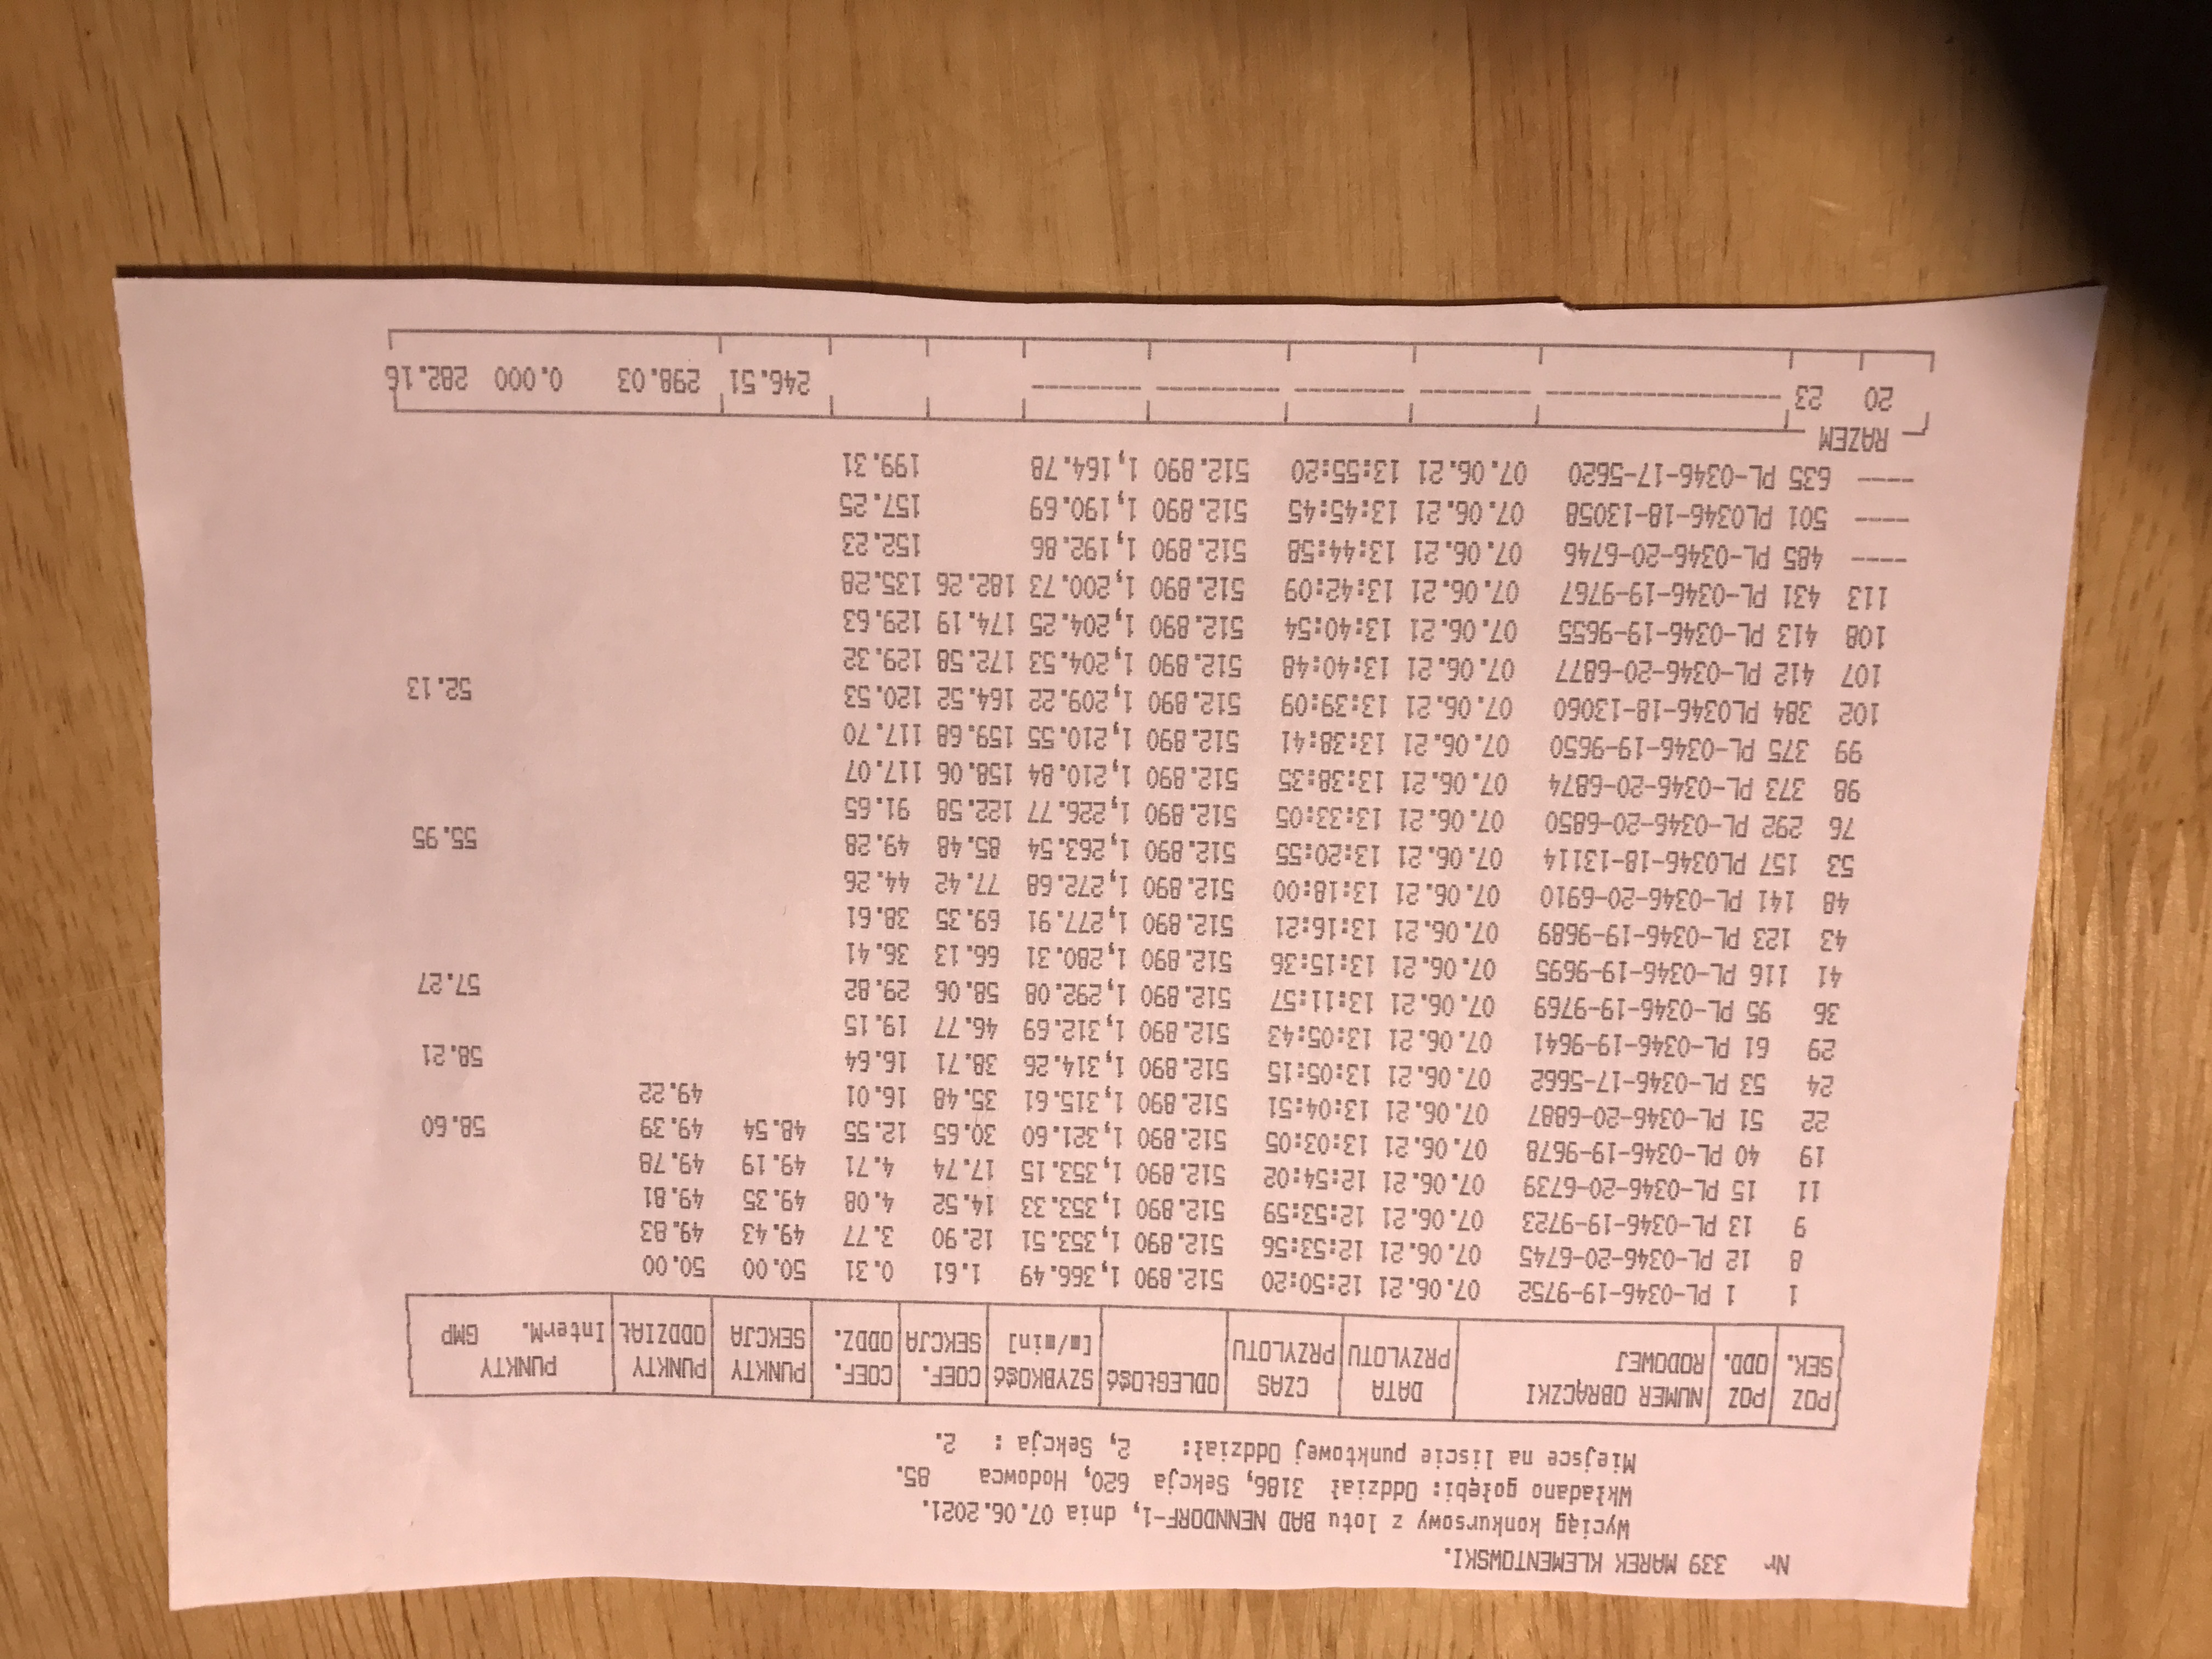 Nr 339 MAREK KLEMENTOWSKI.
Wyciąg konkursowy z lotu BAD NENNDORF-1, dnia 07.06.2021.
Wkładano gołębi: Oddział 3186, Sekcja 620, Hodowca 85.
Miejsce na liscie punktowej Oddział: 2, Sekcja : 2.
POZ POZ NUMER OBRĄCZKI DATA CZAS ODLEGŁOŚĆ SZYBKOŚĆ COEF. COEF. PUNKTY PUNKTY PUNKTY
SEK. ODD. RODOWEJ PRZYLOTU PRZYLOTU [m/min] SEKCJA ODDZ. SEKCJA ODDZIAŁ InterM. GMP
1 1 PL-0346-19-9752 07.06.21 12:50:20 512.890 1,366.49 1.61 0.31 50.00 50.00
8 12 PL-0346-20-6745 07.06.21 12:53:56 512.890 1,353.51 12.90 3.77 49.43 49.83
9 13 PL-0346-19-9723 07.06.21 12:53:59 512.890 1,353.33 14.52 4.08 49.35 49.81
11 15 PL-0346-20-6739 07.06.21 12:54:02 512.890 1,353.15 17.74 4.71 49.19 49.78
19 40 PL-0346-19-9678 07.06.21 13:03:05 512.890 1,321.60 30.65 12.55 48.54 49.39 58.60
22 51 PL-0346-20-6887 07.06.21 13:04:51 512.890 1,315.61 35.48 16.01 49.22
24 53 PL-0346-17-5662 07.06.21 13:05:15 512.890 1,314.26 38.71 16.64 58.21
29 61 PL-0346-19-9641 07.06.21 13:05:43 512.890 1,312.69 46.77 19.15
36 95 PL-0346-19-9769 07.06.21 13:11:57 512.890 1,292.08 58.06 29.82 57.27
41 116 PL-0346-19-9695 07.06.21 13:15:36 512.890 1,280.31 66.13 36.41
43 123 PL-0346-19-9689 07.06.21 13:16:21 512.890 1,277.91 69.35 38.61
48 141 PL-0346-20-6910 07.06.21 13:18:00 512.890 1,272.68 77.42 44.26
53 157 PL0346-18-13114 07.06.21 13:20:55 512.890 1,263.54 85.48 49.28 55.95
76 292 PL-0346-20-6850 07.06.21 13:33:05 512.890 1,226.77 122.58 91.65
98 373 PL-0346-20-6874 07.06.21 13:38:35 512.890 1,210.84 158.06 117.07
99 375 PL-0346-19-9650 07.06.21 13:38:41 512.890 1,210.55 159.68 117.70
102 384 PL0346-18-13060 07.06.21 13:39:09 512.890 1,209.22 164.52 120.53 52.13
107 412 PL-0346-20-6877 07.06.21 13:40:48 512.890 1,204.53 172.58 129.32
108 413 PL-0346-19-9655 07.06.21 13:40:54 512.890 1,204.25 174.19 129.63
113 431 PL-0346-19-9767 07.06.21 13:42:09 512.890 1,200.73 182.26 135.28
---- 485 PL-0346-20-6746 07.06.21 13:44:58 512.890 1,192.86 152.23
---- 501 PL0346-18-13058 07.06.21 13:45:45 512.890 1,190.69 157.25
---- 635 PL-0346-17-5620 07.06.21 13:55:20 512.890 1,164.78 199.31
RAZEM
20 23 ----------------- -------- -------- --------- -------- 246.51 298.03 0.000 282.16